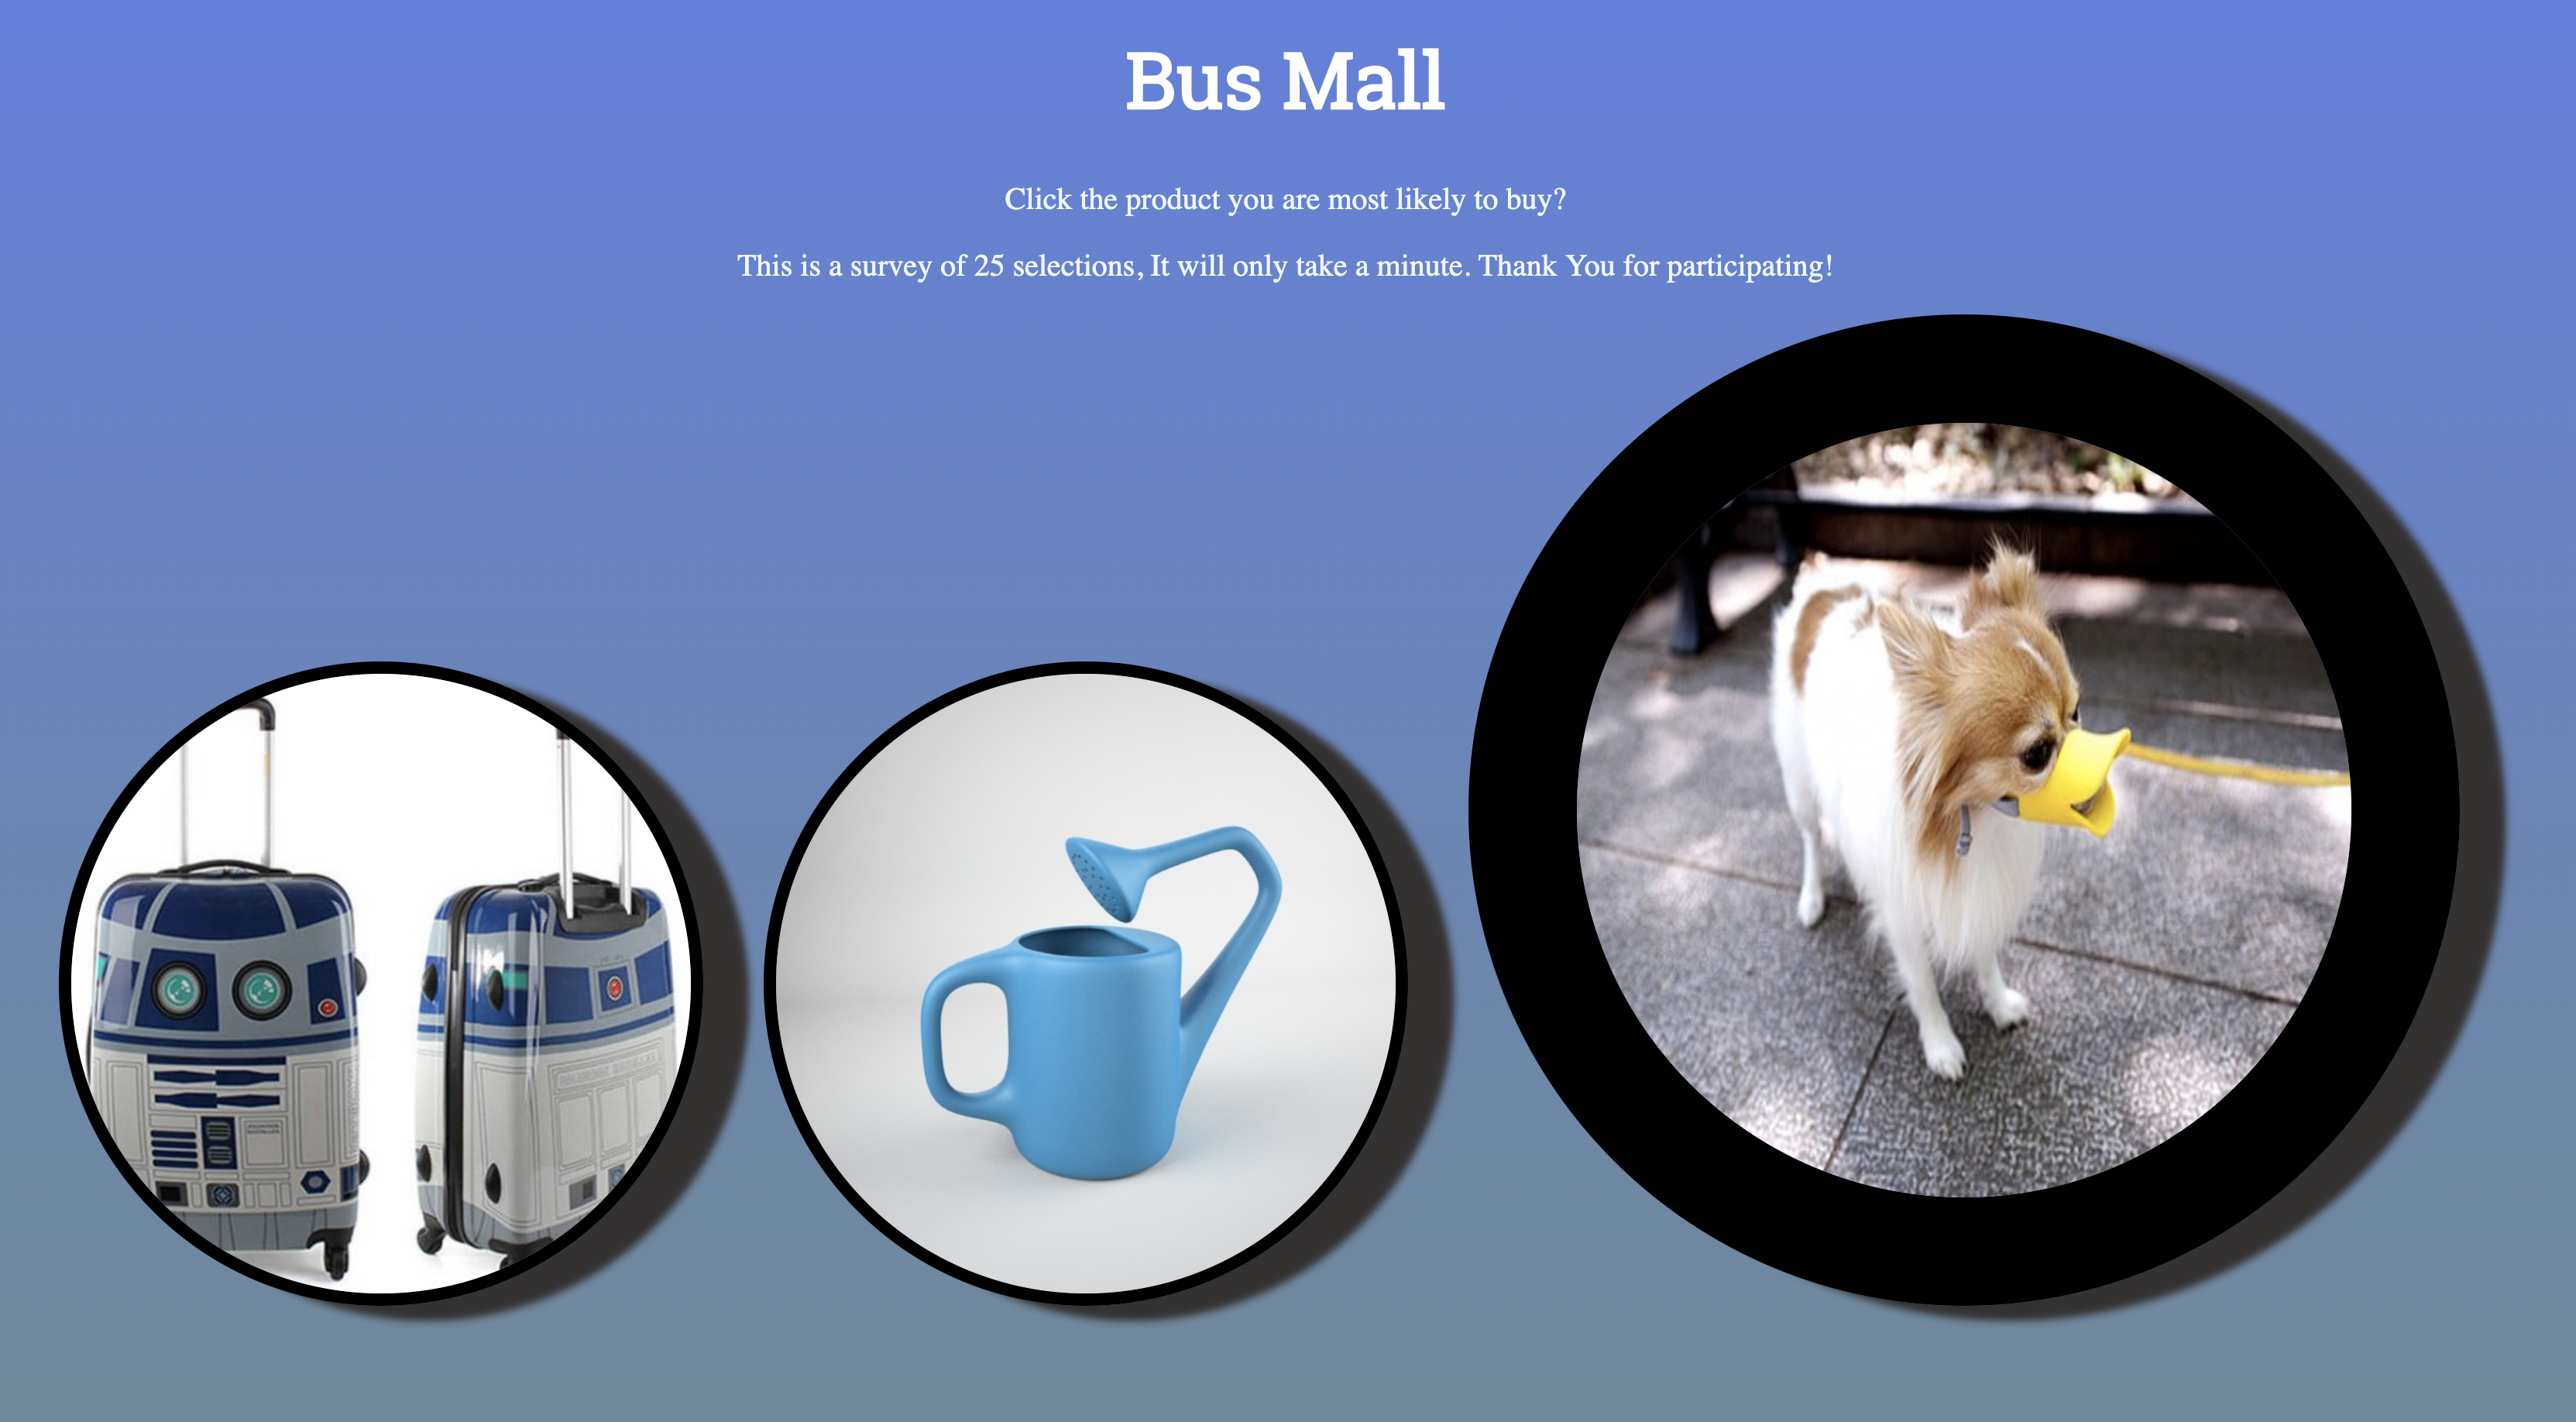 Bus Mall
Click the product you are most likely to buy?
This is a survey of 25 selections, It will only take a minute. Thank You for participating!